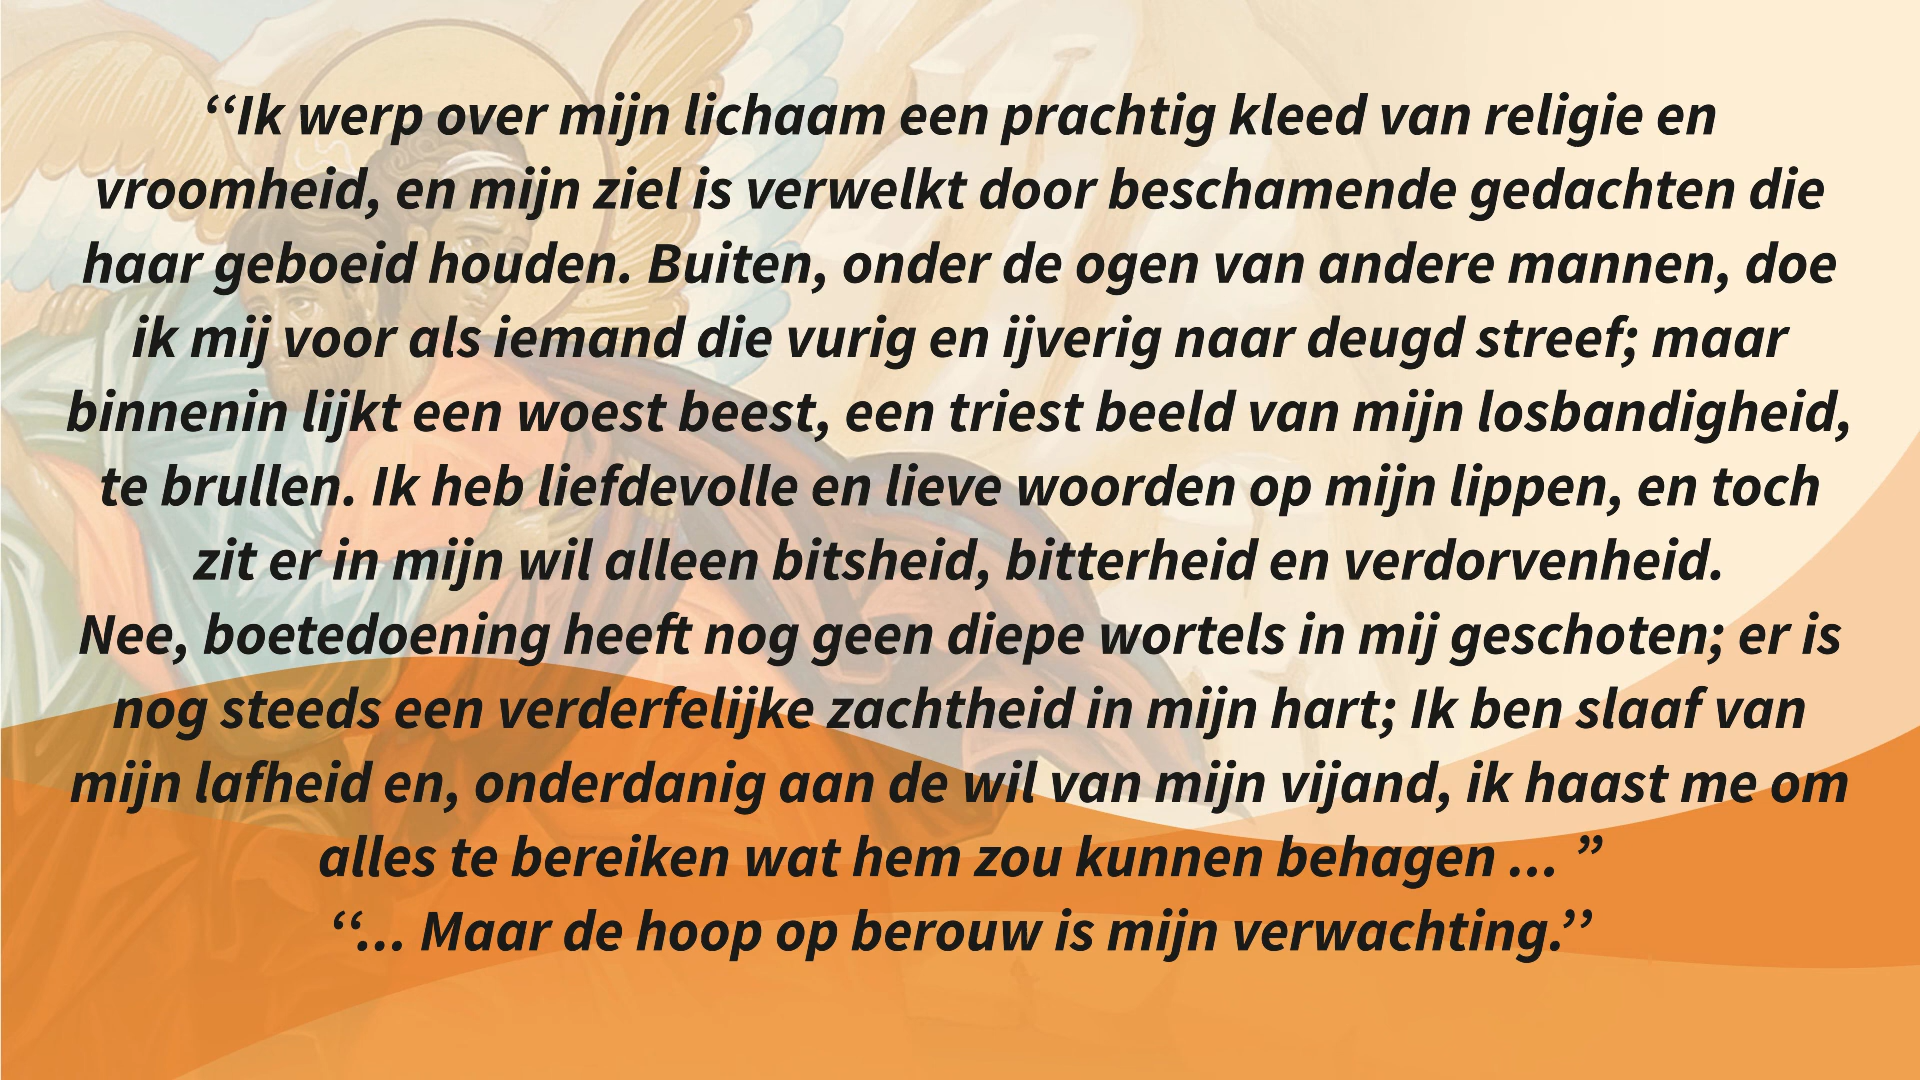 ‘‘Ik werp over mijn lichaam een prachtig kleed van religie en
vroomheid, en mijn ziel is verwelkt door beschamende gedachten die
haar geboeid houden. Buiten, onder de ogen van andere mannen, doe
ik mij voor als iemand die vurig en ijverig naar deugd streef; maar
binnenin lijkt een woest beest, een triest beeld van mijn losbandigheid,
te brullen. Ik heb liefdevolle en lieve woorden op mijn lippen, en toch
zit er in mijn wil alleen bitsheid, bitterheid en verdorvenheid.
Nee, boetedoening heeft nog geen diepe wortels in mij geschoten; er is
nog steeds een verderfelijke zachtheid in mijn hart; Ik ben slaaf van
mijn lafheid en, onderdanig aan de wil van mijn vijand, ik haast me om
alles te bereiken wat hem zou kunnen behagen ... ”
‘‘... Maar de hoop op berouw is mijn verwachting.’’